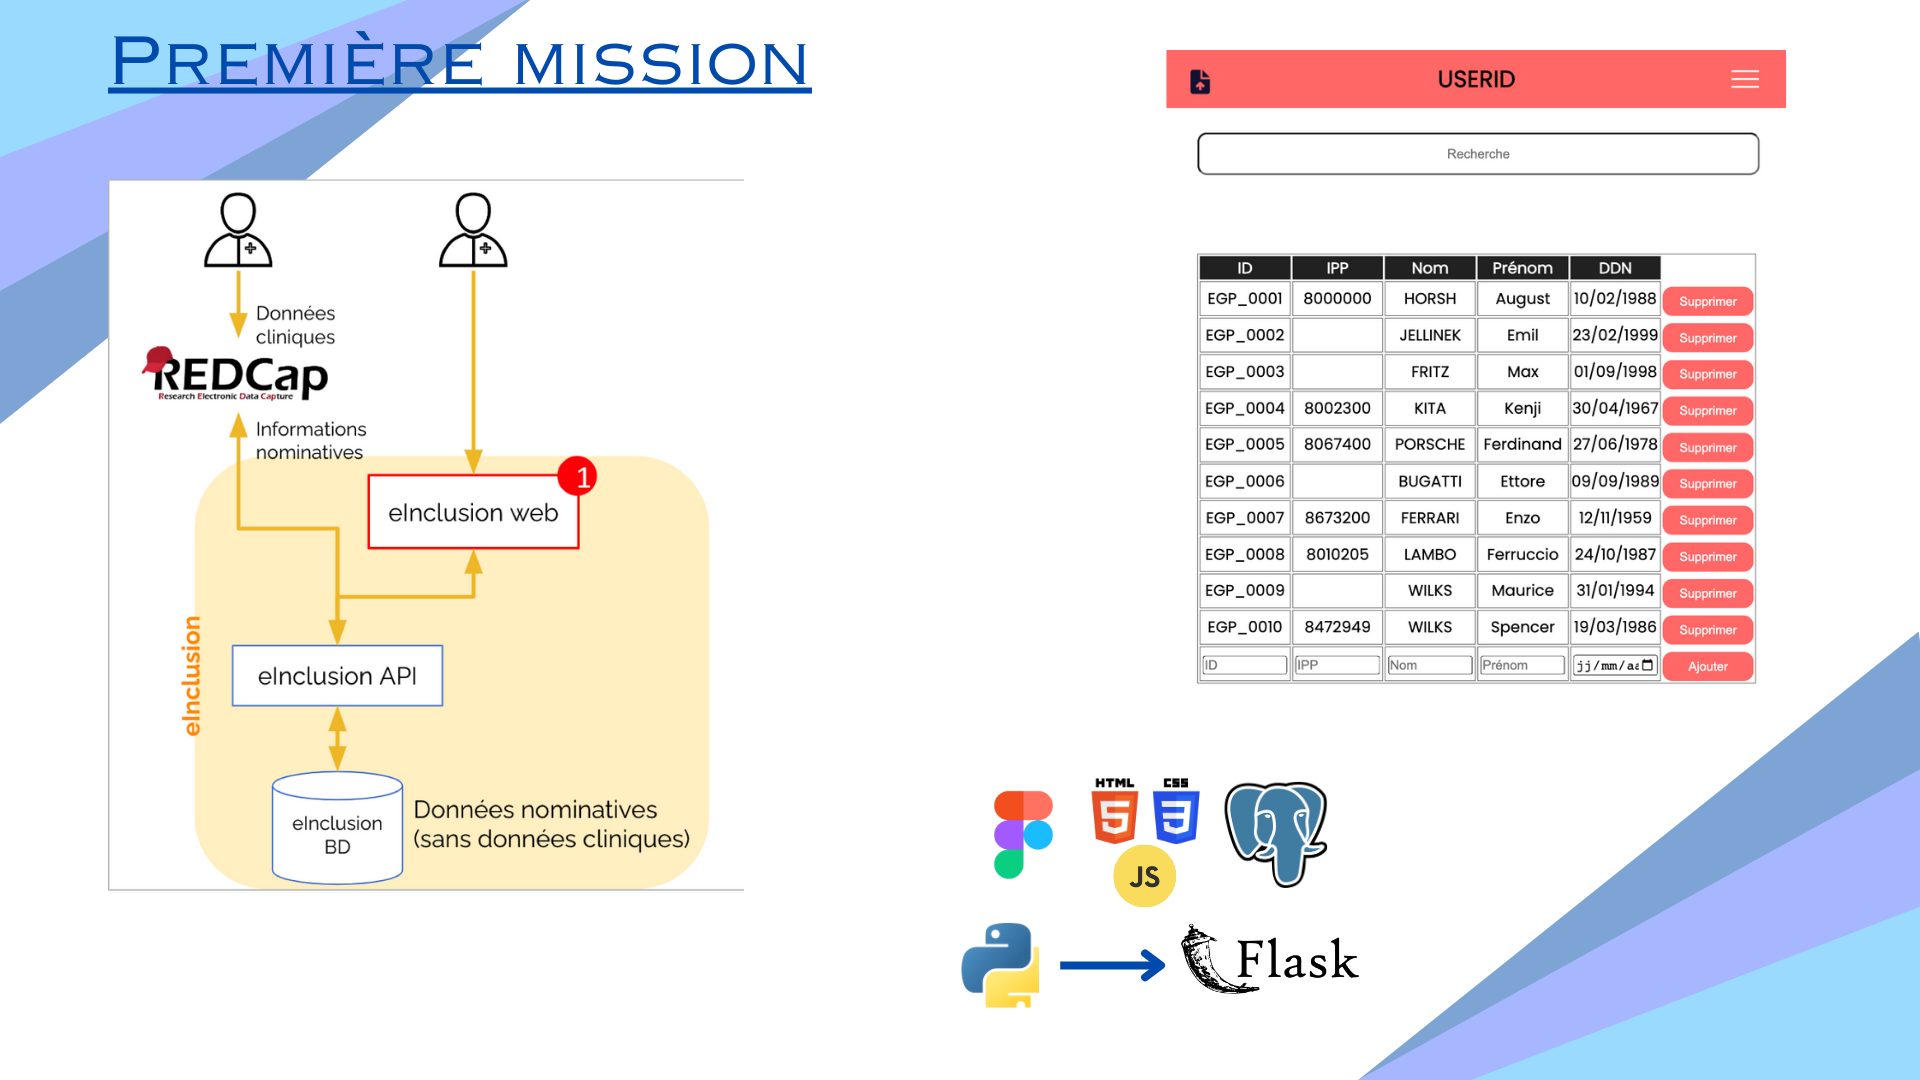 Première mission
Données
cliniques
REDCap
Research Electronic Data Capture
Informations
nominatives
1
eInclusion web
eInclusion
eInclusion API
eInclusion
BD
Données nominatives
(sans données cliniques)
USERID
Recherche
ID IPP Nom Prénom DDN
EGP_0001 8000000 HORSH August 10/02/1988 Supprimer
EGP_0002 JELLINEK Emil 23/02/1999 Supprimer
EGP_0003 FRITZ Max 01/09/1998 Supprimer
EGP_0004 8002300 KITA Kenji 30/04/1967 Supprimer
EGP_0005 8067400 PORSCHE Ferdinand 27/06/1978 Supprimer
EGP_0006 BUGATTI Ettore 09/09/1989 Supprimer
EGP_0007 8673200 FERRARI Enzo 12/11/1959 Supprimer
EGP_0008 8010205 LAMBO Ferruccio 24/10/1987 Supprimer
EGP_0009 WILKS Maurice 31/01/1994 Supprimer
EGP_0010 8472949 WILKS Spencer 19/03/1986 Supprimer
ID IPP Nom Prénom jj/mm/aa Ajouter
HTML CSS
5 3
JS
Flask